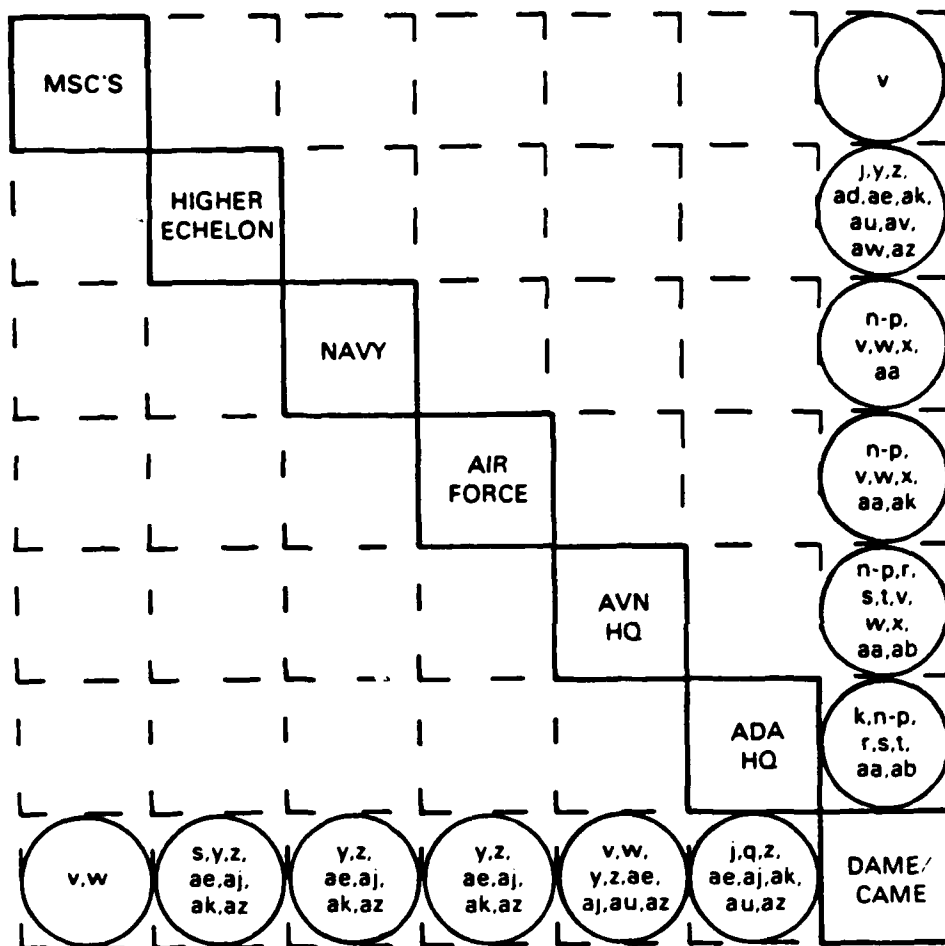 MSC'S
v
HIGHER
ECHELON
j,y,z,
ad,ae,ak,
au,av,
aw,az
NAVY
n-p,
v,w,x,
aa
AIR
FORCE
n-p,
v,w,x,
aa,ak
AVN
HQ
n-p,r,
s,t,v,
w,x,
aa,ab
ADA
HQ
k,n-p,
r,s,t,
aa,ab
v,w
s,y,z,
ae,aj,
ak,az
y,z,
ae,aj,
ak,az
y,z,
ae,aj,
ak,az
v,w,
y,z,ae,
aj,au,az
j,q,z,
ae,aj,ak,
au,az
DAME/
CAME